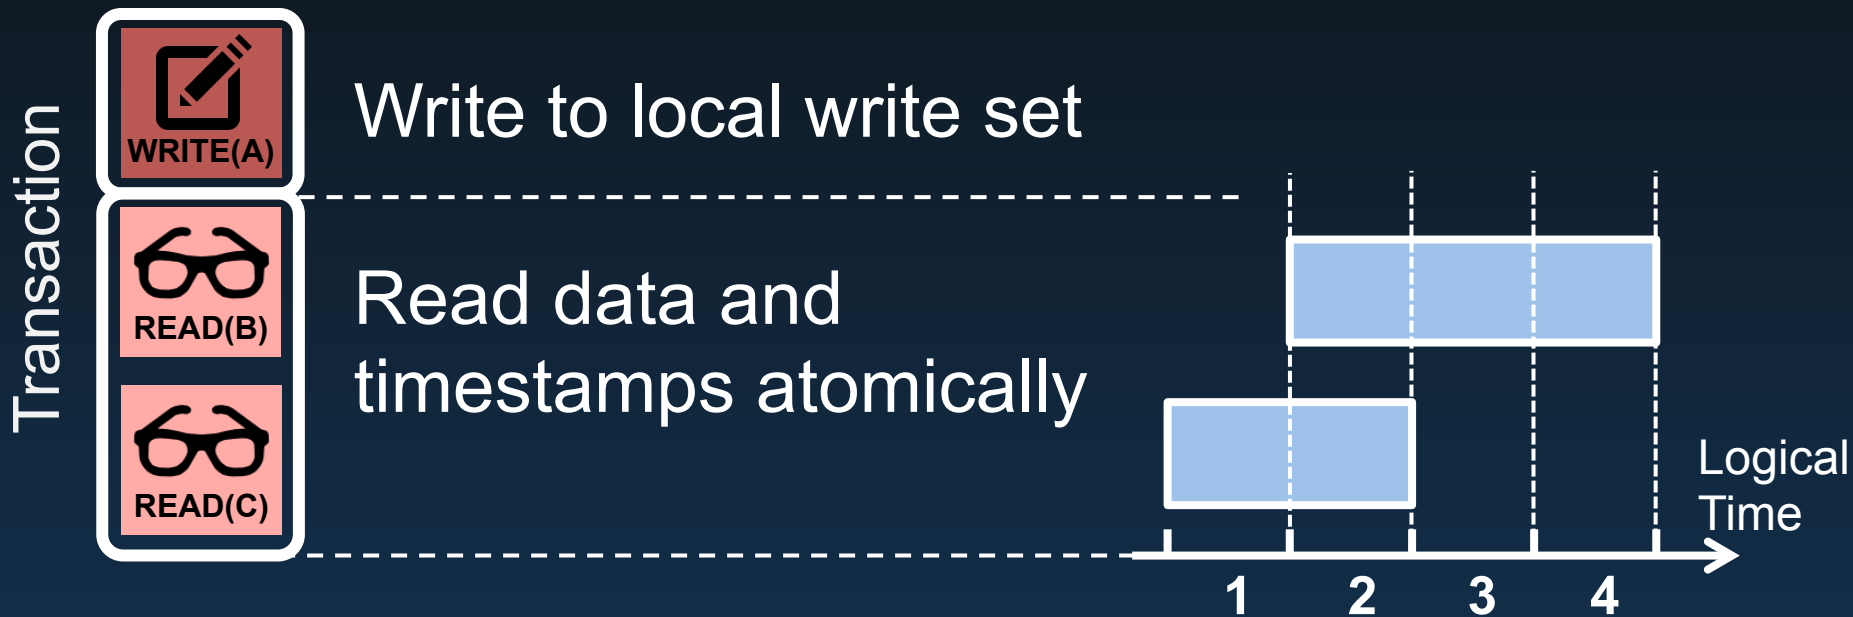 Transaction
WRITE(A)
Write to local write set
READ(B)
Read data and
timestamps atomically
READ(C)
Logical
Time
1 2 3 4